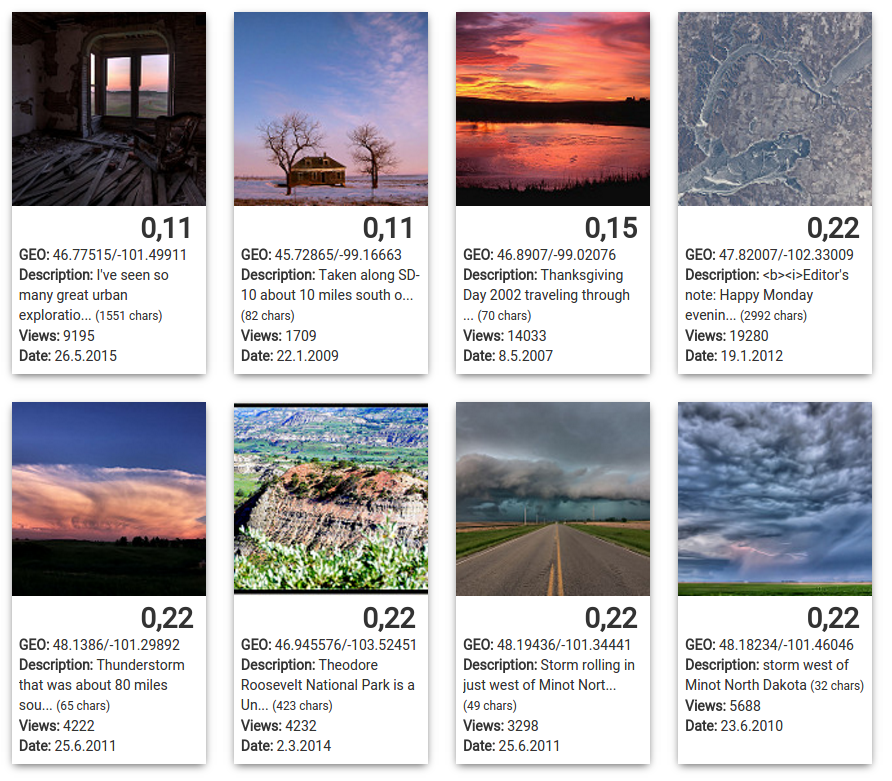 0,11
GEO: 46.77515/-101.49911
Description: I've seen so
many great urban
exploratio... (1551 chars)
Views: 9195
Date: 26.5.2015
0,11
GEO: 45.72865/-99.16663
Description: Taken along SD-
10 about 10 miles south o...
(82 chars)
Views: 1709
Date: 22.1.2009
0,15
GEO: 46.8907/-99.02076
Description: Thanksgiving
Day 2002 traveling through
... (70 chars)
Views: 14033
Date: 8.5.2007
0,22
GEO: 47.82007/-102.33009
Description: <b><i>Editor's
note: Happy Monday
evenin... (2992 chars)
Views: 19280
Date: 19.1.2012
0,22
GEO: 48.1386/-101.29892
Description: Thunderstorm
that was about 80 miles
sou... (65 chars)
Views: 4222
Date: 25.6.2011
0,22
GEO: 46.945576/-103.52451
Description: Theodore
Roosevelt National Park is a
Un... (423 chars)
Views: 4232
Date: 2.3.2014
0,22
GEO: 48.19436/-101.34441
Description: Storm rolling in
just west of Minot Nort...
(49 chars)
Views: 3298
Date: 25.6.2011
0,22
GEO: 48.18234/-101.46046
Description: storm west of
Minot North Dakota (32 chars)
Views: 5688
Date: 23.6.2010